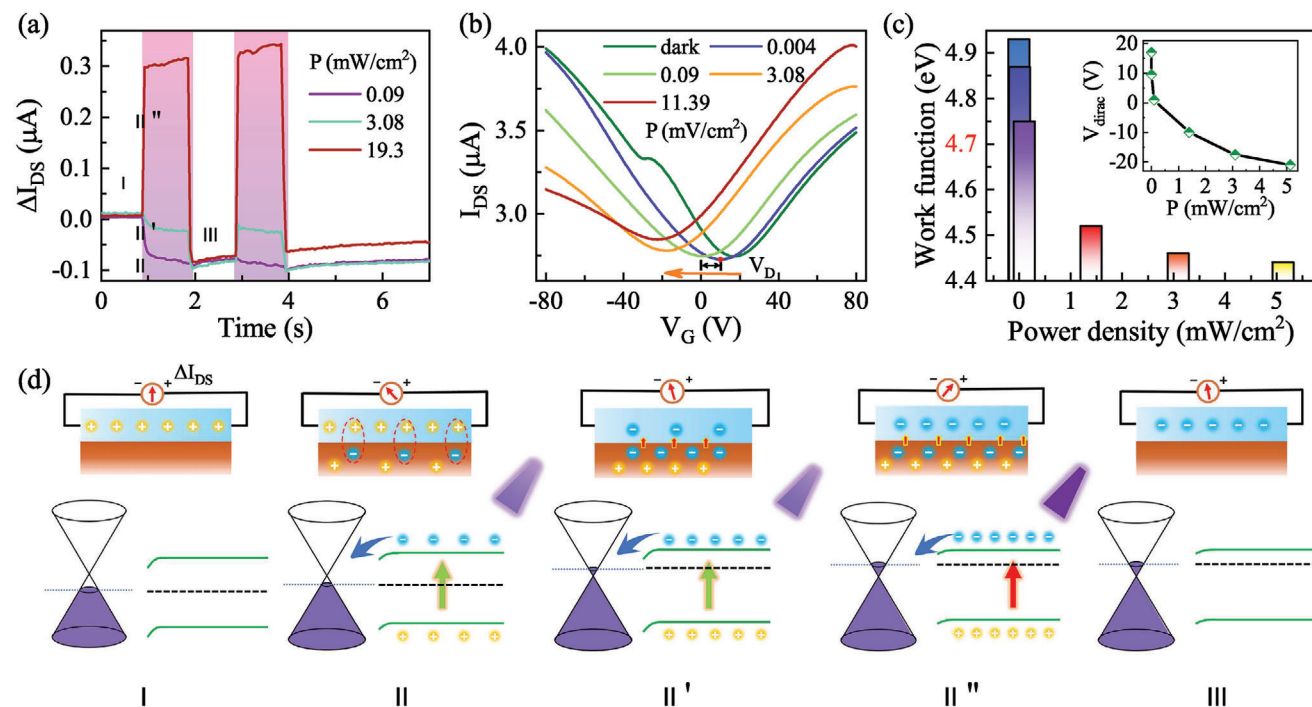 (a)
P (mW/cm²)
0.09
3.08
19.3
II "
I
II '
III
II
0.3
0.2
0.1
0.0
-0.1
ΔI_DS (μA)
0 2 4 6
Time (s)
(b)
dark 0.004
0.09 3.08
11.39
P (mV/cm²)
4.0
3.5
3.0
I_DS (μA)
V_D
-80 -40 0 40 80
V_G (V)
(c)
4.9
4.8
4.7
4.6
4.5
4.4
Work function (eV)
20
10
0
-10
-20
V_dirac (V)
0 1 2 3 4 5
P (mW/cm²)
0 1 2 3 4 5
Power density (mW/cm²)
(d)
− + ΔI_DS
− +
− +
− +
− +
+ + + + + +
+ + + + + +
− − −
+ + +
− − −
− − − − −
+ + + +
− − − − −
− − − − −
+ + + + + +
− − − − −
− − − −
− − − − −
− − − − − −
+ + + +
+ + + + +
+ + + + + +
I II II ' II " III